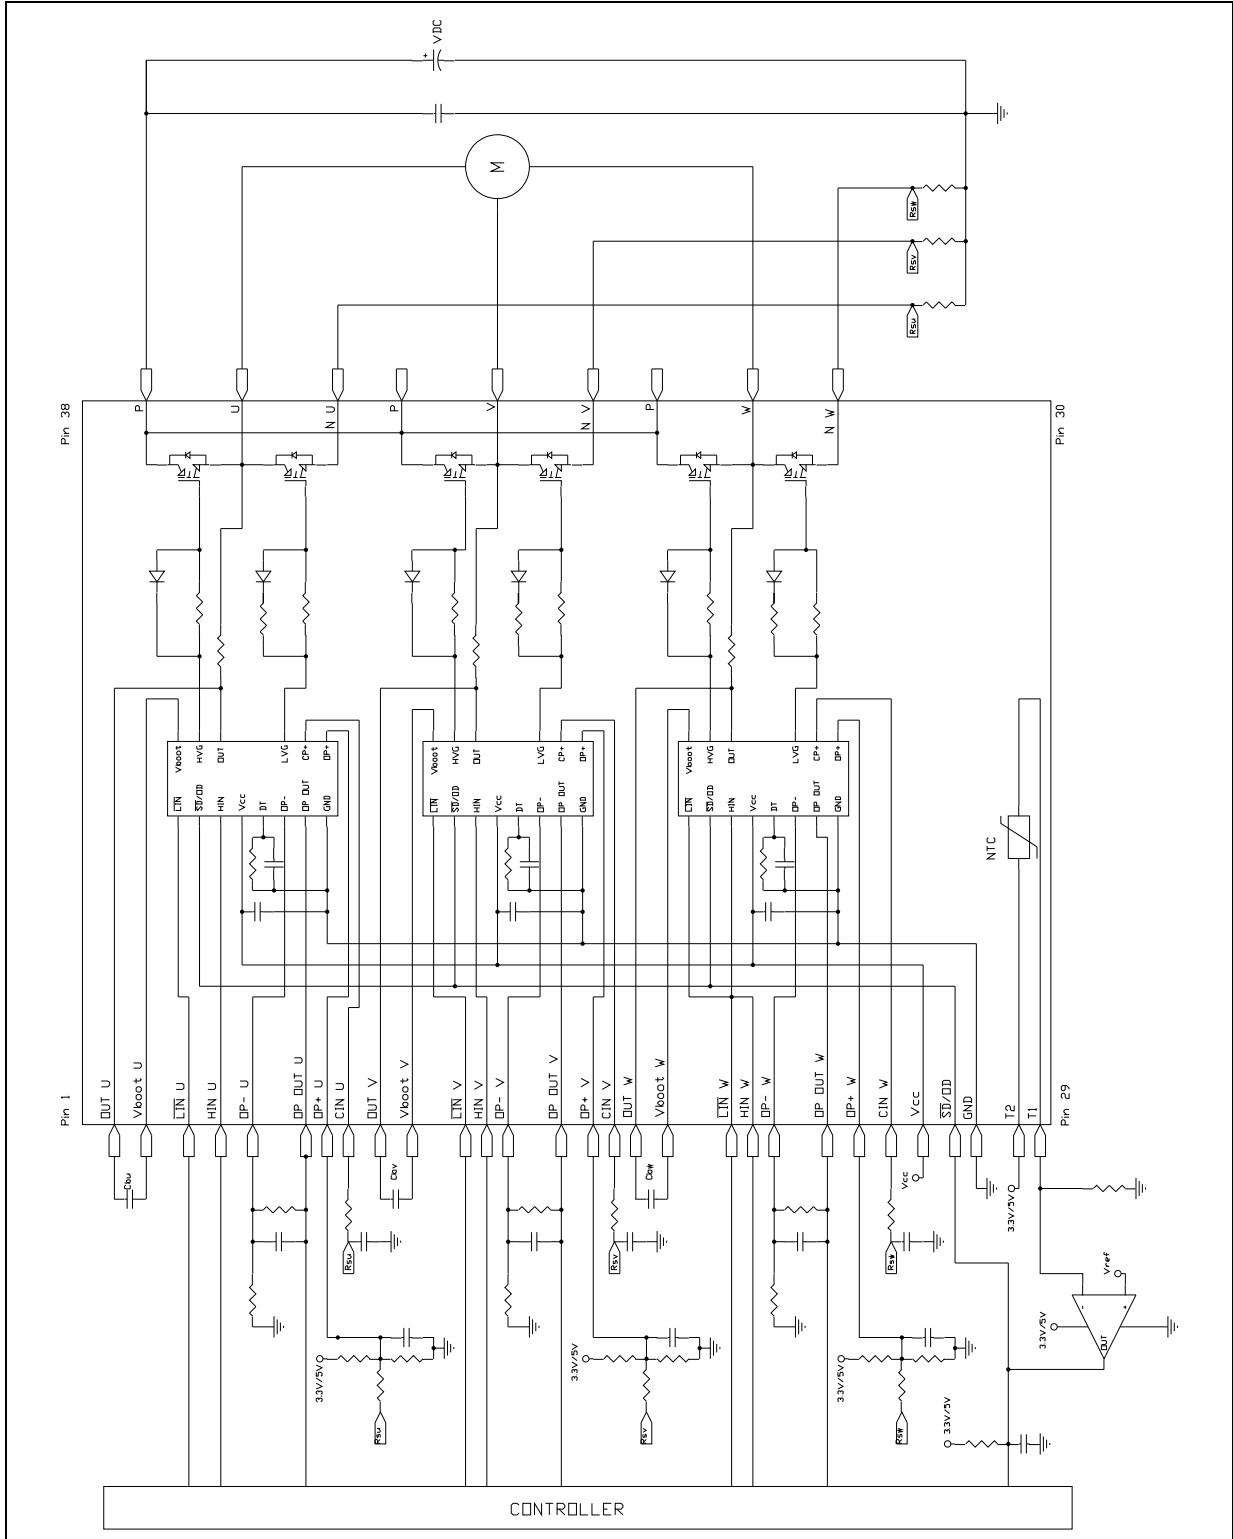 VDC
+
M
Rsw
Rsv
Rsu
Pin 38
P
U
N U
P
V
N V
P
W
N W
Pin 30
Vboot
HVG
OUT
LVG
CP+
OP+
LIN
SD/OD
HIN
Vcc
DT
OP-
OP OUT
GND
Vboot
HVG
OUT
LVG
CP+
OP+
LIN
SD/OD
HIN
Vcc
DT
OP-
OP OUT
GND
Vboot
HVG
OUT
LVG
CP+
OP+
LIN
SD/OD
HIN
Vcc
DT
OP-
OP OUT
GND
NTC
Pin 1
OUT U
Vboot U
LIN U
HIN U
OP- U
OP OUT U
OP+ U
CIN U
OUT V
Vboot V
LIN V
HIN V
OP- V
OP OUT V
OP+ V
CIN V
OUT W
Vboot W
LIN W
HIN W
OP- W
OP OUT W
OP+ W
CIN W
Vcc
SD/OD
GND
T2
T1
Pin 29
Cbu
Cbv
Cbw
Vcc
3.3V/5V
Rsu
Rsv
Rsw
Vref
3.3V/5V
- +
OUT
3.3V/5V
Rsu
3.3V/5V
Rsv
3.3V/5V
Rsw
3.3V/5V
CONTROLLER